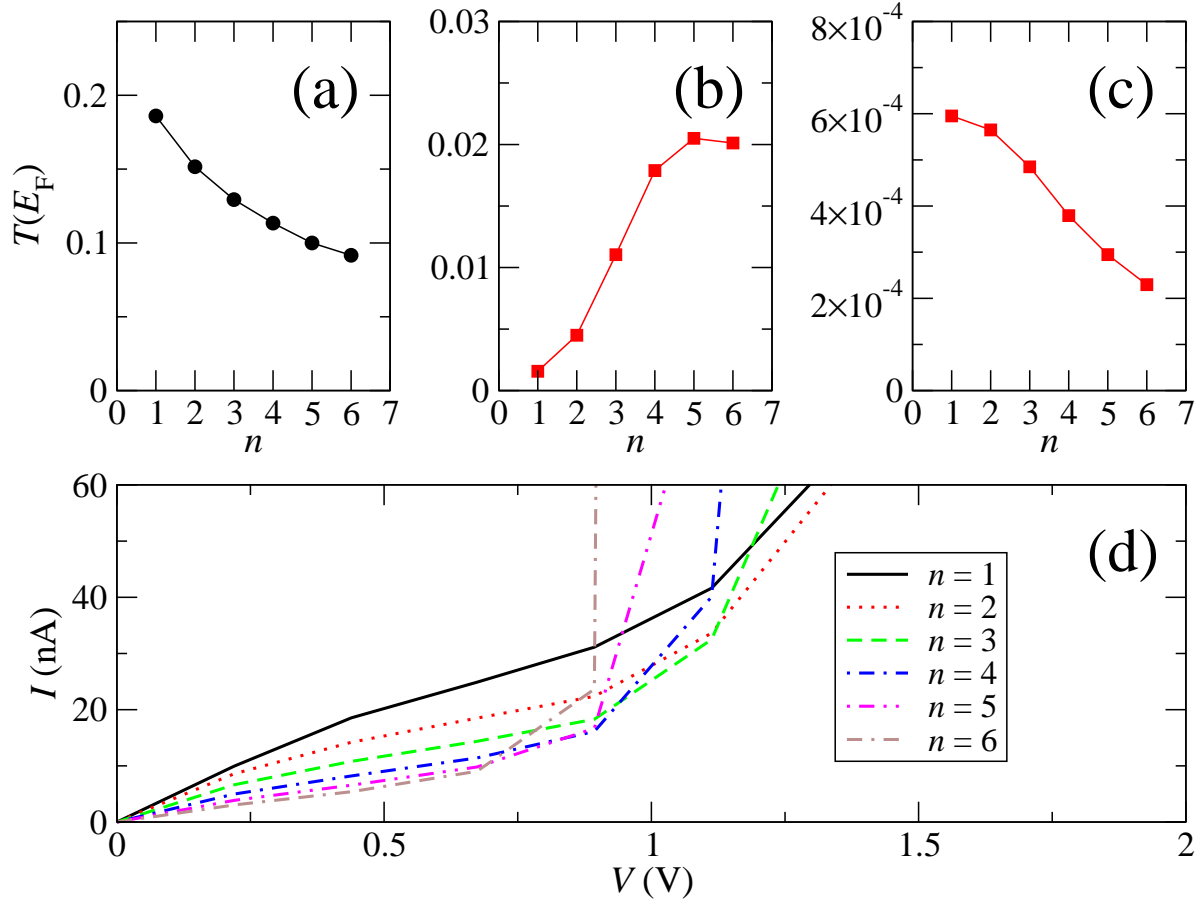 (a)
(b)
(c)
T(E_F)
0.2
0.1
0
0 1 2 3 4 5 6 7
n
0.03
0.02
0.01
0
0 1 2 3 4 5 6 7
n
8×10⁻⁴
6×10⁻⁴
4×10⁻⁴
2×10⁻⁴
0
0 1 2 3 4 5 6 7
n
(d)
I (nA)
60
40
20
0
0 0.5 1 1.5 2
V (V)
n = 1
n = 2
n = 3
n = 4
n = 5
n = 6